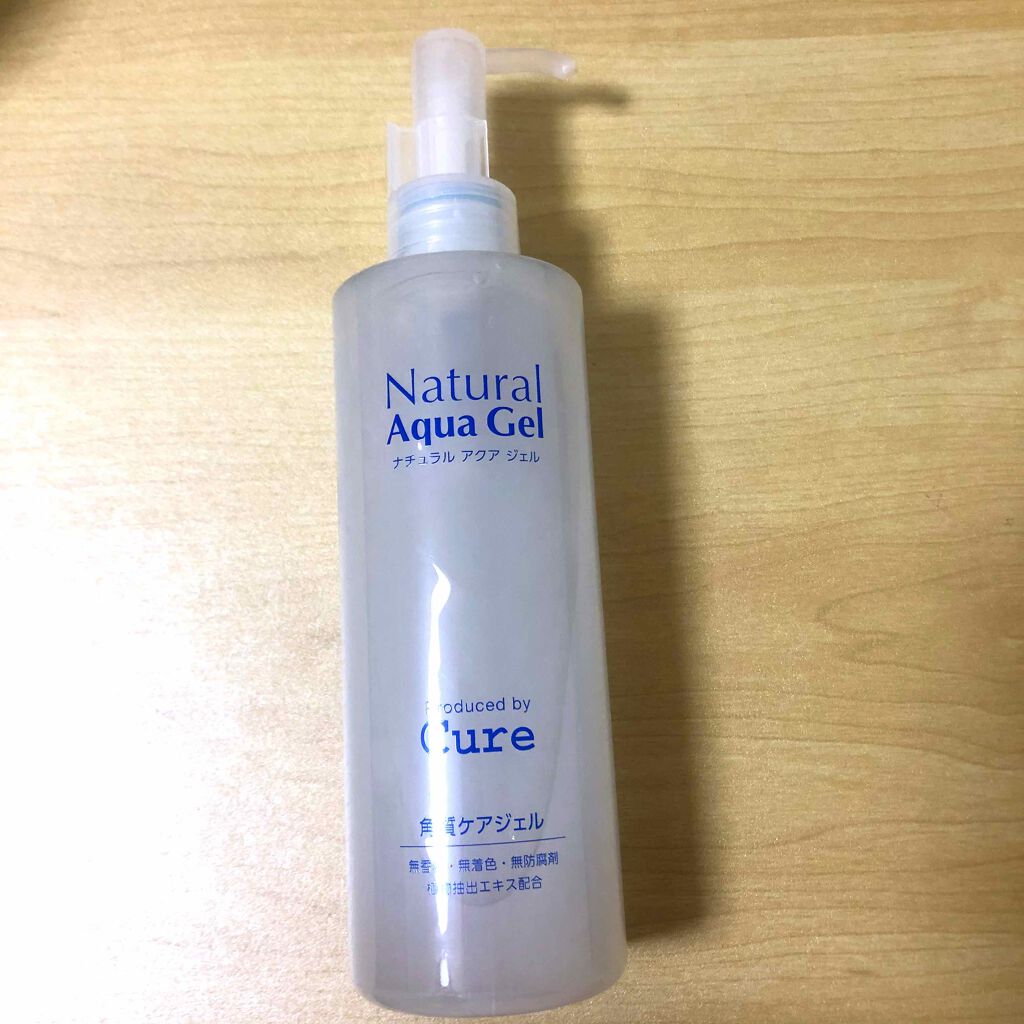 Natural
Aqua Gel
ナチュラル アクア ジェル
Produced by
Cure
角質ケアジェル
無香料・無着色・無防腐剤
植物抽出エキス配合